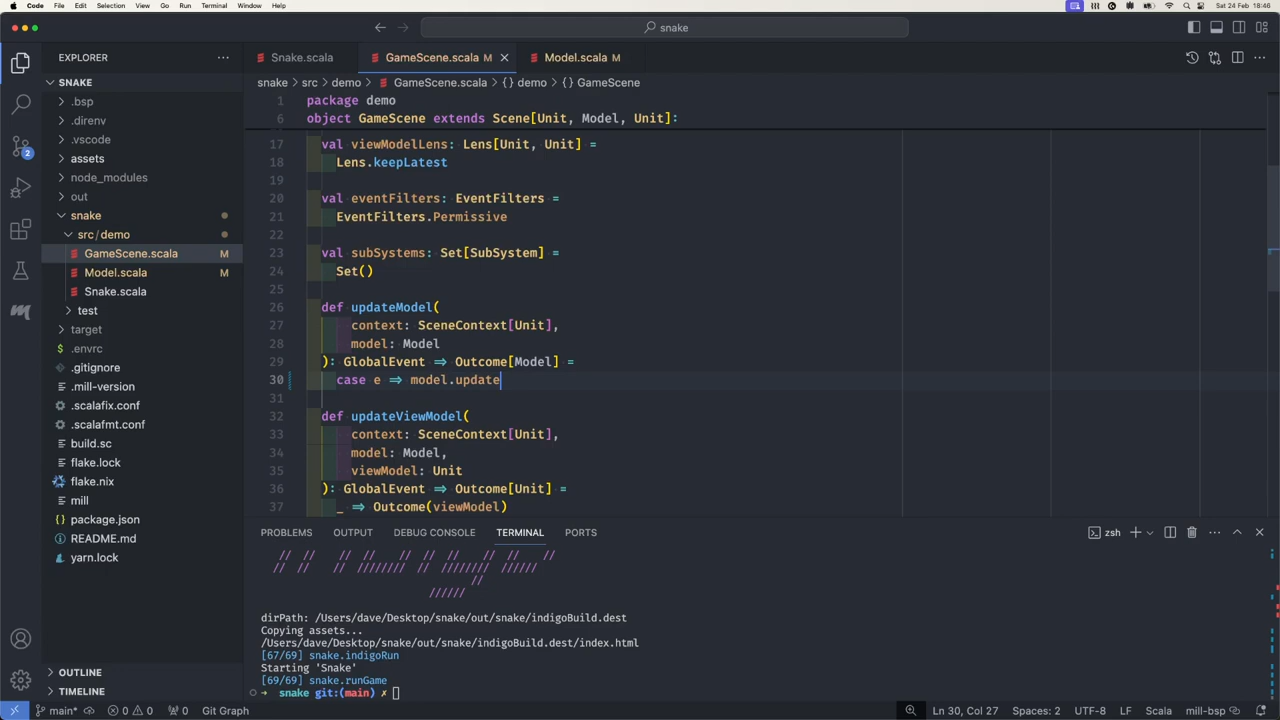 Code File Edit Selection View Go Run Terminal Window Help Sat 24 Feb 18:46
snake
EXPLORER
Snake.scala GameScene.scala M Model.scala M
SNAKE
snake src demo GameScene.scala {} demo {} GameScene
.bsp
.direnv
.vscode
assets
node_modules
out
snake
src/demo
GameScene.scala M
Model.scala M
Snake.scala
test
target
.envrc
.gitignore
.mill-version
.scalafix.conf
.scalafmt.conf
build.sc
flake.lock
flake.nix
mill
package.json
README.md
yarn.lock
OUTLINE
TIMELINE
2
1 package demo
6 object GameScene extends Scene[Unit, Model, Unit]:
17 val viewModelLens: Lens[Unit, Unit] =
18 Lens.keepLatest
19
20 val eventFilters: EventFilters =
21 EventFilters.Permissive
22
23 val subSystems: Set[SubSystem] =
24 Set()
25
26 def updateModel(
27 context: SceneContext[Unit],
28 model: Model
29 ): GlobalEvent => Outcome[Model] =
30 case e => model.update
31
32 def updateViewModel(
33 context: SceneContext[Unit],
34 model: Model,
35 viewModel: Unit
36 ): GlobalEvent => Outcome[Unit] =
37 _ => Outcome(viewModel)
PROBLEMS OUTPUT DEBUG CONSOLE TERMINAL PORTS zsh
// // // // // // // // // //
// // // //////// // //////// //////
//
//////
dirPath: /Users/dave/Desktop/snake/out/snake/indigoBuild.dest
Copying assets...
/Users/dave/Desktop/snake/out/snake/indigoBuild.dest/index.html
[67/69] snake.indigoRun
Starting 'Snake'
[69/69] snake.runGame
➜ snake git:(main) ✗
main* 0 0 0 Git Graph Ln 30, Col 27 Spaces: 2 UTF-8 LF Scala mill-bsp